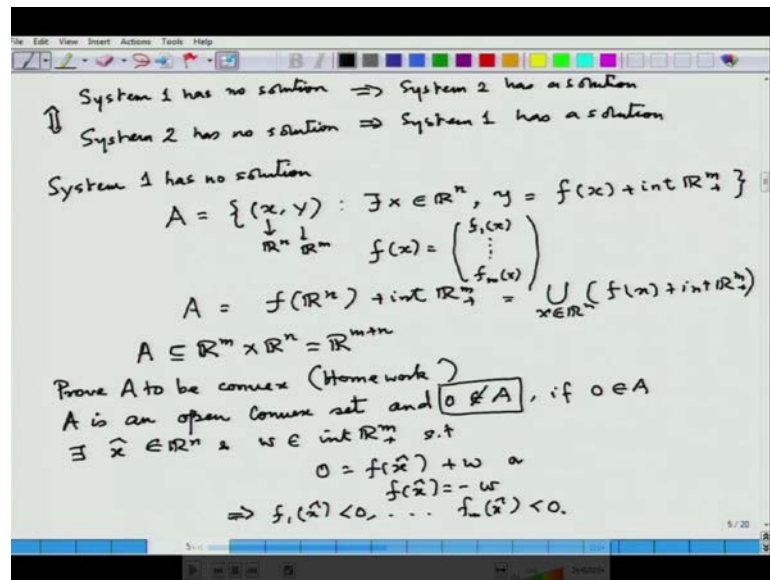 File Edit View Insert Actions Tools Help
System 1 has no solution ⇒ System 2 has a solution
⇕
System 2 has no solution ⇒ System 1 has a solution
System 1 has no solution
A = {(x, y) : ∃ x ∈ ℝⁿ, y = f(x) + int ℝᵐ₊ }
↓ ↓
ℝⁿ ℝᵐ
f(x) = ( f₁(x) ⋮ fₘ(x) )
A = f(ℝⁿ) + int ℝᵐ₊ = ⋃ x∈ℝⁿ (f(x) + int ℝᵐ₊)
A ⊆ ℝᵐ × ℝⁿ = ℝᵐ⁺ⁿ
Prove A to be convex (Home work)
A is an open convex set and 0 ∉ A, if 0 ∈ A
∃ x̂ ∈ ℝⁿ & w ∈ int ℝᵐ₊ s.t
0 = f(x̂) + w or
f(x̂) = - w
⇒ f₁(x̂) < 0, . . . . fₘ(x̂) < 0.
5 / 20